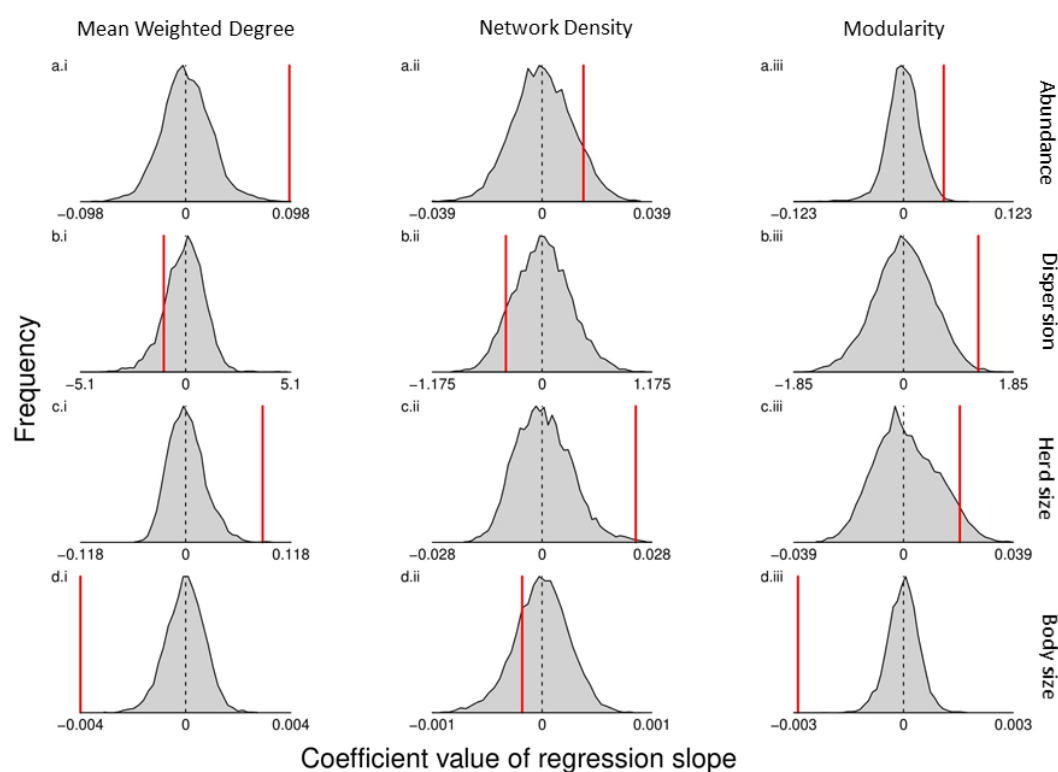 Mean Weighted Degree Network Density Modularity
a.i a.ii a.iii Abundance
−0.098 0 0.098 −0.039 0 0.039 −0.123 0 0.123
b.i b.ii b.iii Dispersion
−5.1 0 5.1 −1.175 0 1.175 −1.85 0 1.85
Frequency
c.i c.ii c.iii Herd size
−0.118 0 0.118 −0.028 0 0.028 −0.039 0 0.039
d.i d.ii d.iii Body size
−0.004 0 0.004 −0.001 0 0.001 −0.003 0 0.003
Coefficient value of regression slope